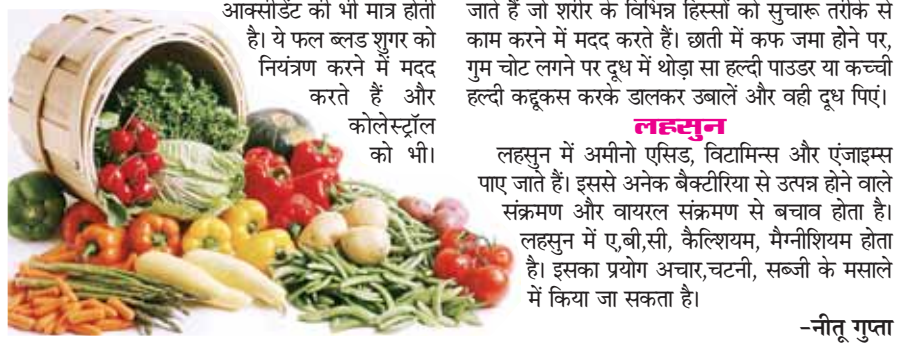 आक्सीडेंट की भी मात्र होती
है। ये फल ब्लड शुगर को
नियंत्रण करने में मदद
करते हैं और
कोलेस्ट्रॉल
को भी।
जाते हैं जो शरीर के विभिन्न हिस्सों को सुचारू तरीके से
काम करने में मदद करते हैं। छाती में कफ जमा होने पर,
गुम चोट लगने पर दूध में थोड़ा सा हल्दी पाउडर या कच्ची
हल्दी कद्दूकस करके डालकर उबालें और वही दूध पिएं।
लहसुन
लहसुन में अमीनो एसिड, विटामिन्स और एंजाइम्स
पाए जाते हैं। इससे अनेक बैक्टीरिया से उत्पन्न होने वाले
संक्रमण और वायरल संक्रमण से बचाव होता है।
लहसुन में ए,बी,सी, कैल्शियम, मैग्नीशियम होता
है। इसका प्रयोग अचार,चटनी, सब्जी के मसाले
में किया जा सकता है।
-नीतू गुप्ता